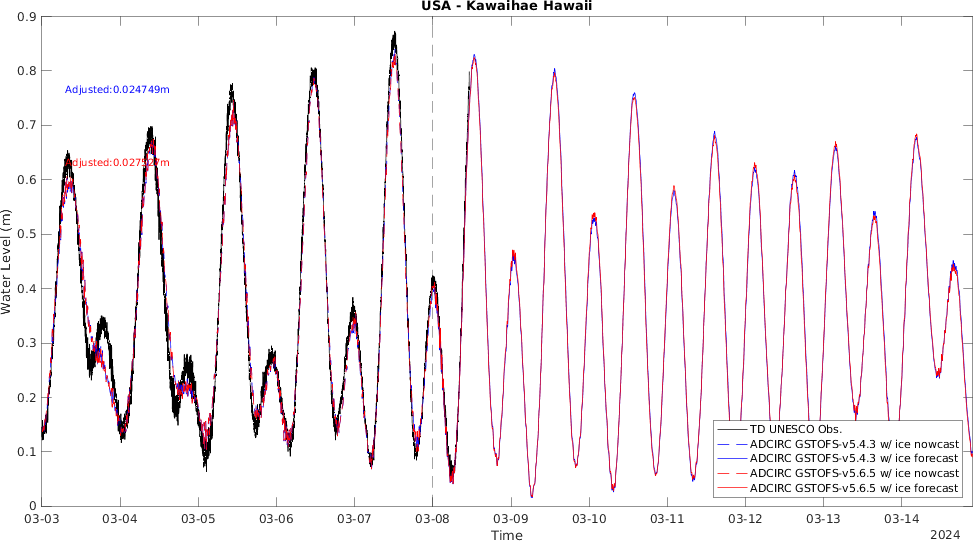 USA - Kawaihae Hawaii
0.9
0.8
0.7
0.6
0.5
0.4
0.3
0.2
0.1
0
Water Level (m)
Adjusted:0.024749m
Adjusted:0.027527m
TD UNESCO Obs.
ADCIRC GSTOFS-v5.4.3 w/ ice nowcast
ADCIRC GSTOFS-v5.4.3 w/ ice forecast
ADCIRC GSTOFS-v5.6.5 w/ ice nowcast
ADCIRC GSTOFS-v5.6.5 w/ ice forecast
03-03 03-04 03-05 03-06 03-07 03-08 03-09 03-10 03-11 03-12 03-13 03-14
Time
2024